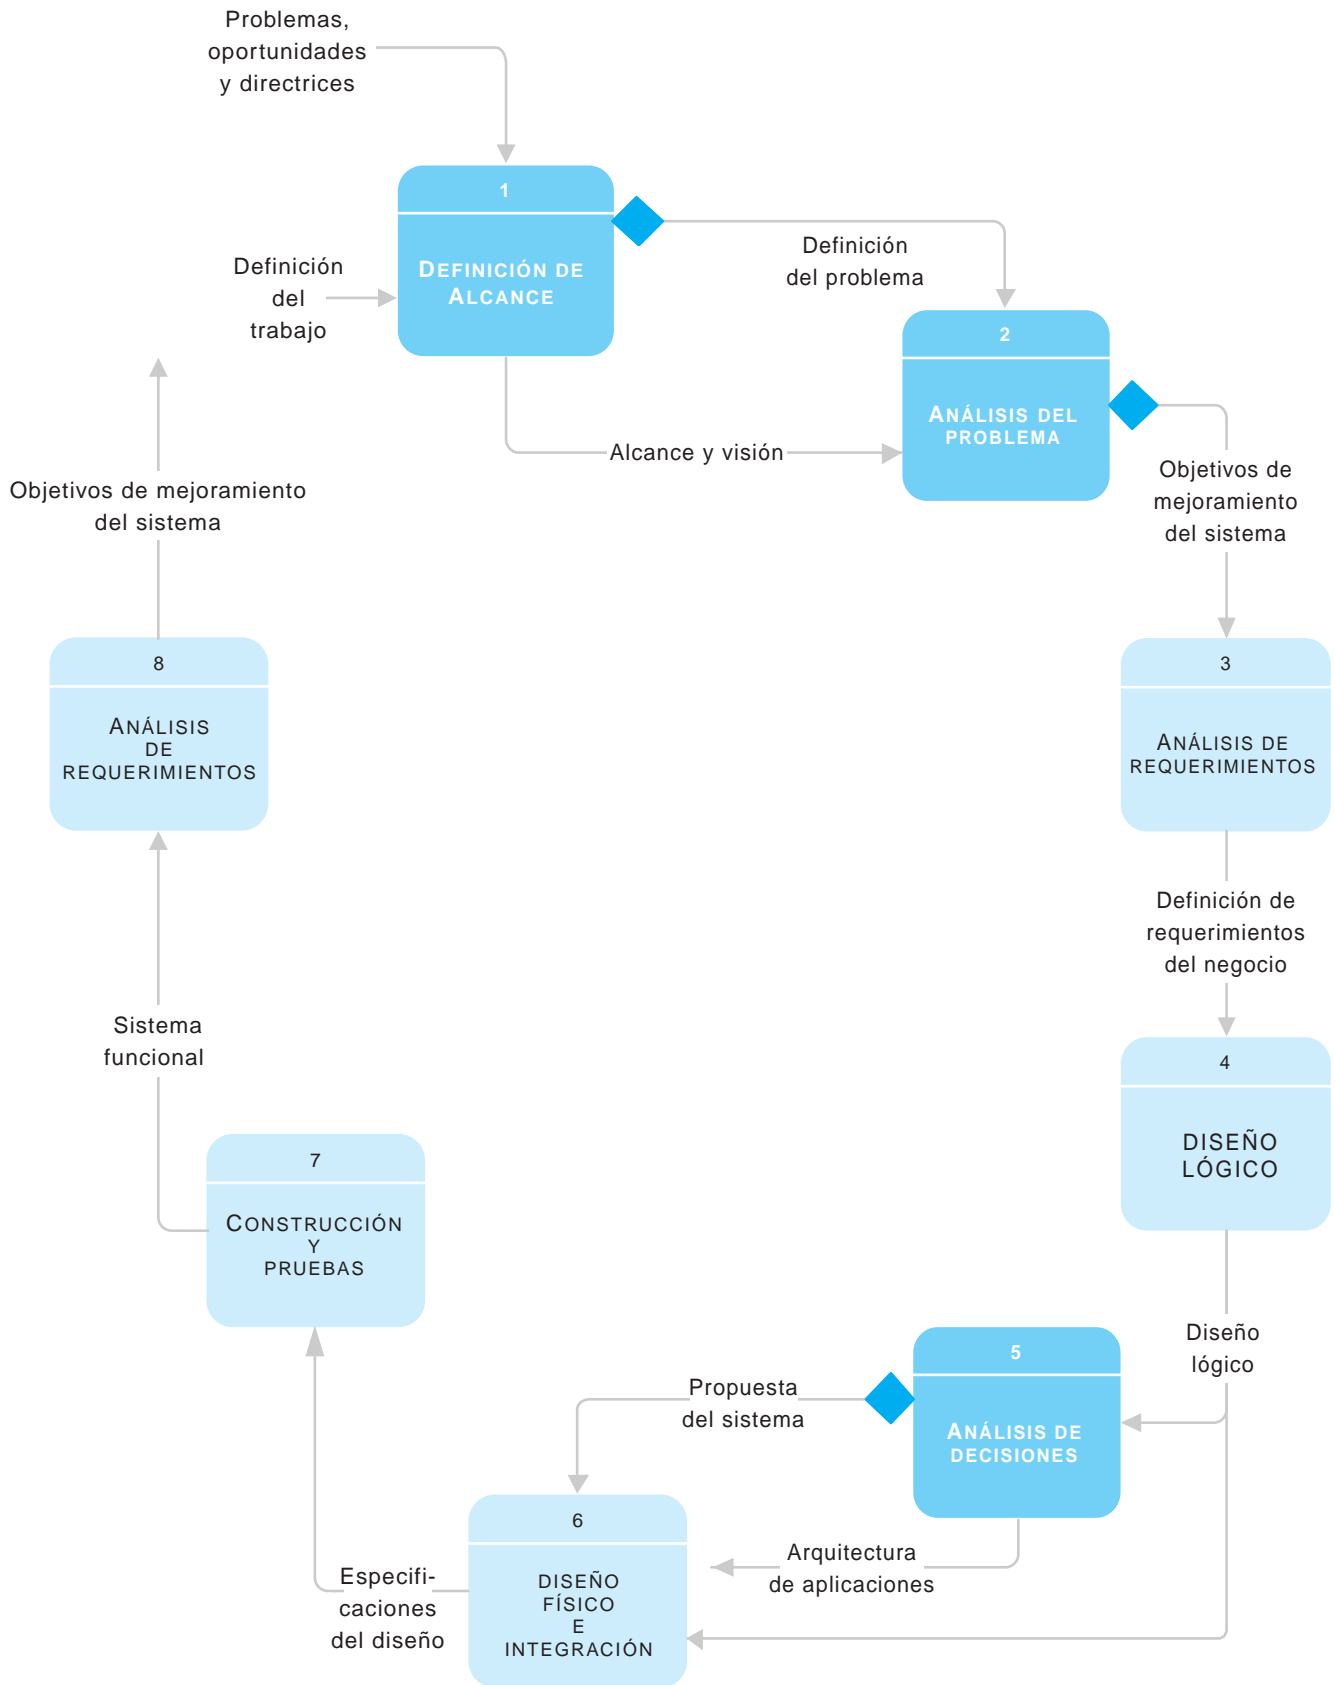 Problemas,
oportunidades
y directrices
1
DEFINICIÓN DE
ALCANCE
Definición
del
trabajo
Definición
del problema
2
ANÁLISIS DEL
PROBLEMA
Alcance y visión
Objetivos de
mejoramiento
del sistema
Objetivos de mejoramiento
del sistema
8
ANÁLISIS
DE
REQUERIMIENTOS
3
ANÁLISIS DE
REQUERIMIENTOS
Definición de
requerimientos
del negocio
Sistema
funcional
4
DISEÑO
LÓGICO
7
CONSTRUCCIÓN
Y
PRUEBAS
Diseño
lógico
5
ANÁLISIS DE
DECISIONES
Propuesta
del sistema
6
DISEÑO
FÍSICO
E
INTEGRACIÓN
Arquitectura
de aplicaciones
Especifi-
caciones
del diseño